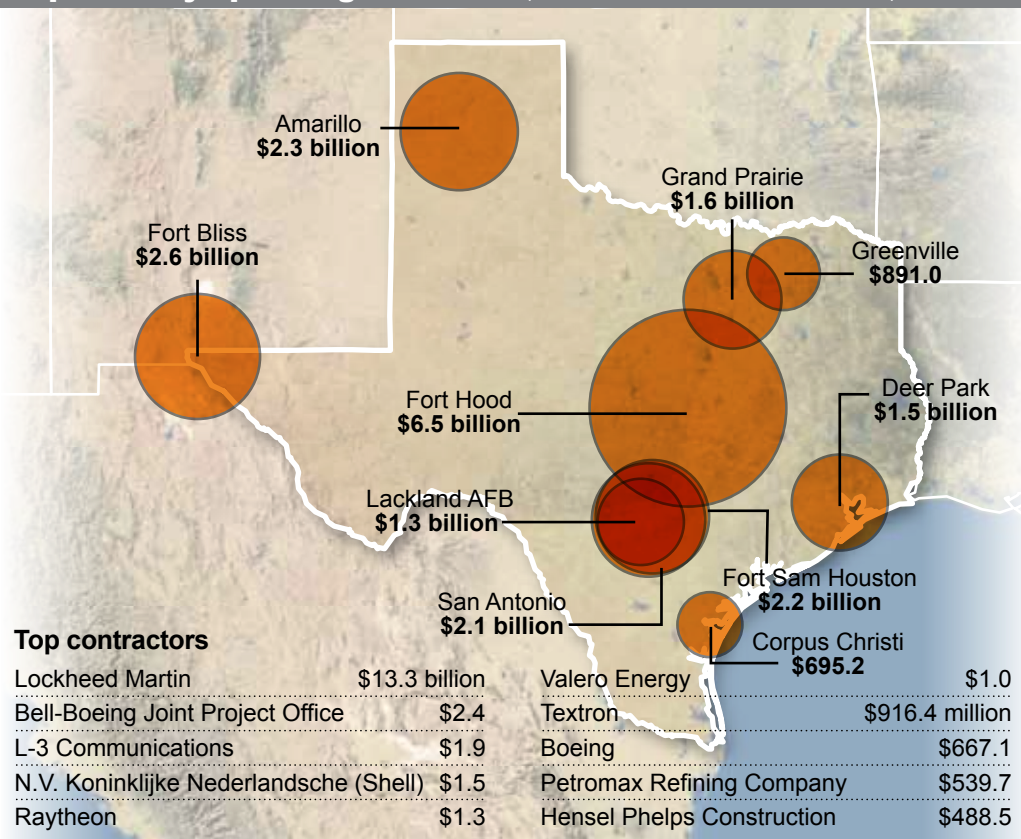 Amarillo
$2.3 billion
Grand Prairie
$1.6 billion
Fort Bliss
$2.6 billion
Greenville
$891.0
Fort Hood
$6.5 billion
Deer Park
$1.5 billion
Lackland AFB
$1.3 billion
Fort Sam Houston
$2.2 billion
San Antonio
$2.1 billion
Corpus Christi
$695.2
Top contractors
Lockheed Martin $13.3 billion
Bell-Boeing Joint Project Office $2.4
L-3 Communications $1.9
N.V. Koninklijke Nederlandsche (Shell) $1.5
Raytheon $1.3
Valero Energy $1.0
Textron $916.4 million
Boeing $667.1
Petromax Refining Company $539.7
Hensel Phelps Construction $488.5